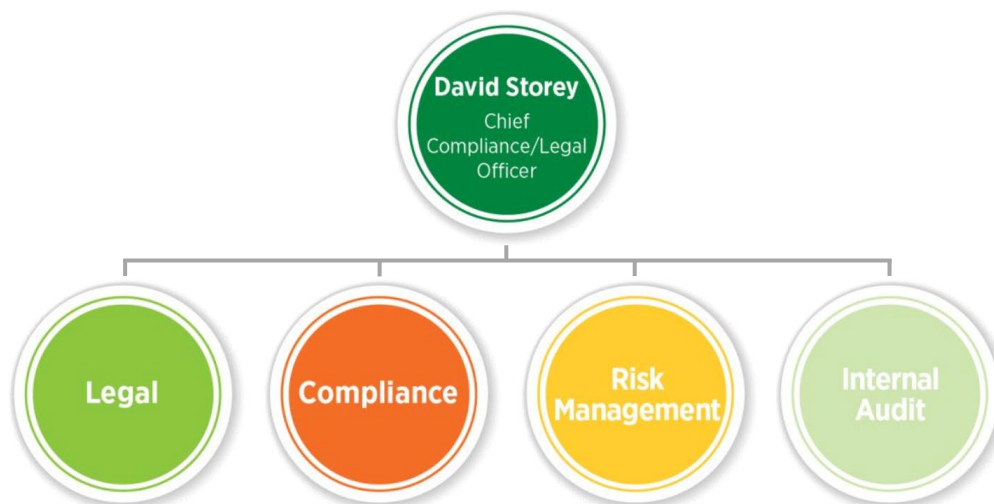 David Storey
Chief
Compliance/Legal
Officer
Legal
Compliance
Risk
Management
Internal
Audit